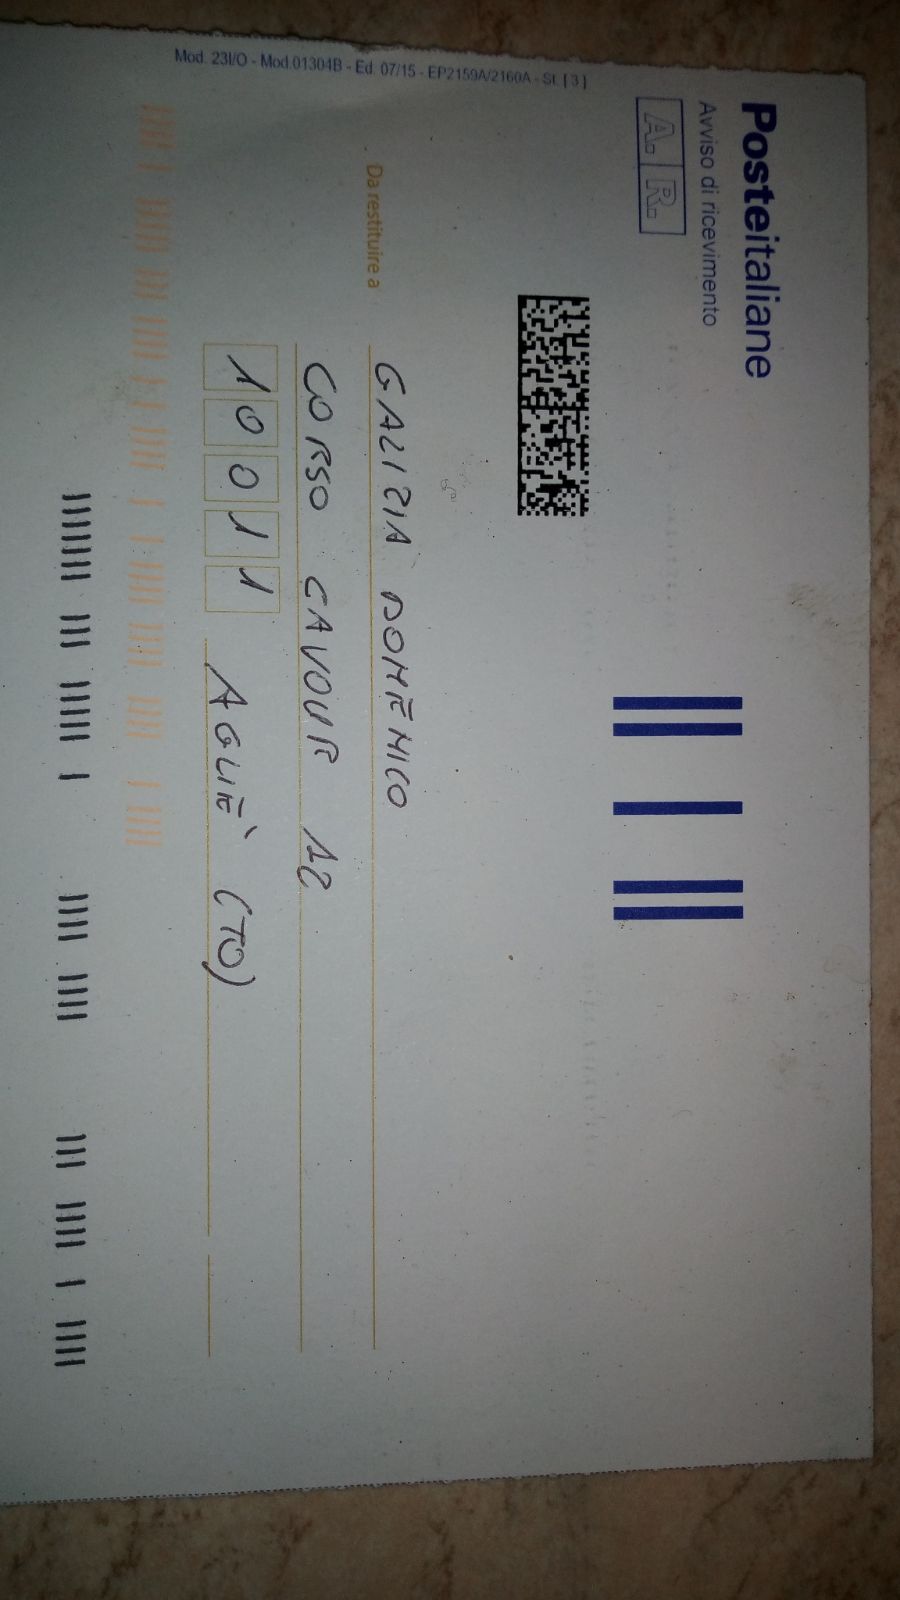 Posteitaliane
Avviso di ricevimento
A. R.
Da restituire a
GALIZIA DOMENICO
CORSO CAVOUR 12
10011 AGLIÈ (TO)
Mod. 23I/O - Mod.01304B - Ed. 07/15 - EP2159A/2160A - St. [3]